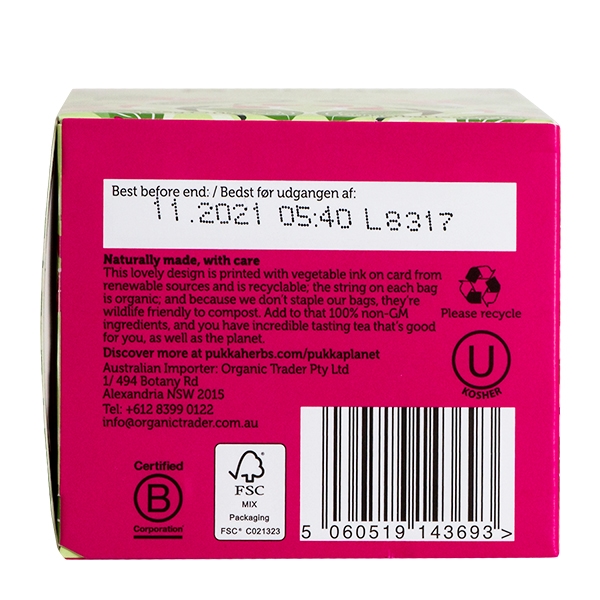 Best before end: / Bedst før udgangen af:
11.2021 05:40 L8317
Naturally made, with care
This lovely design is printed with vegetable ink on card from
renewable sources and is recyclable; the string on each bag
is organic; and because we don't staple our bags, they're
wildlife friendly to compost. Add to that 100% non-GM
ingredients, and you have incredible tasting tea that's good
for you, as well as the planet.
Discover more at pukkaherbs.com/pukkaplanet
Australian Importer: Organic Trader Pty Ltd
1/ 494 Botany Rd
Alexandria NSW 2015
Tel: +612 8399 0122
info@organictrader.com.au
Please recycle
U
KOSHER
Certified
B
Corporation
FSC
MIX
Packaging
FSC® C021323
5 060519 143693 >